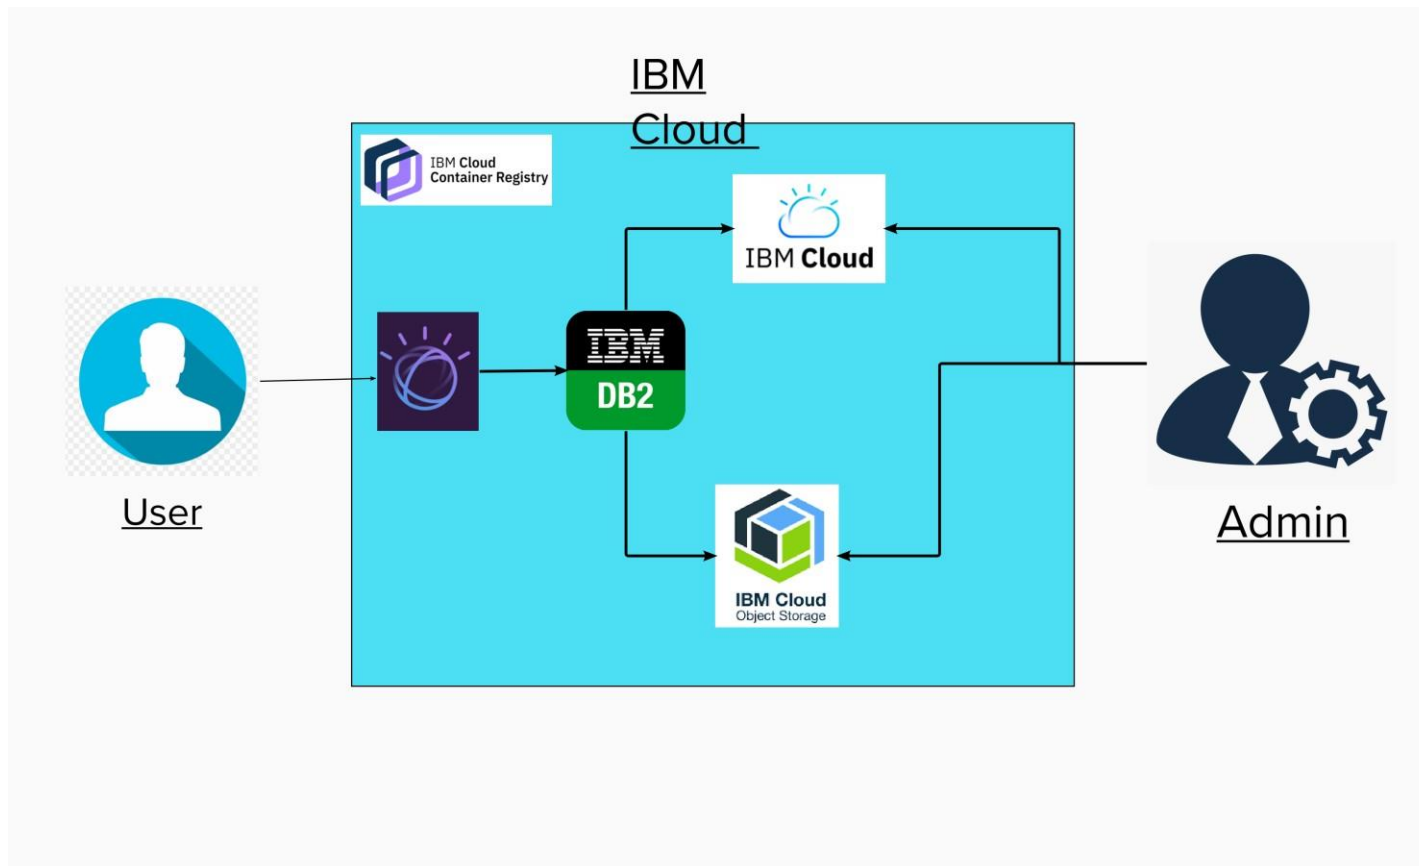 IBM
Cloud
IBM Cloud
Container Registry
IBM Cloud
IBM
DB2
User
IBM Cloud
Object Storage
Admin